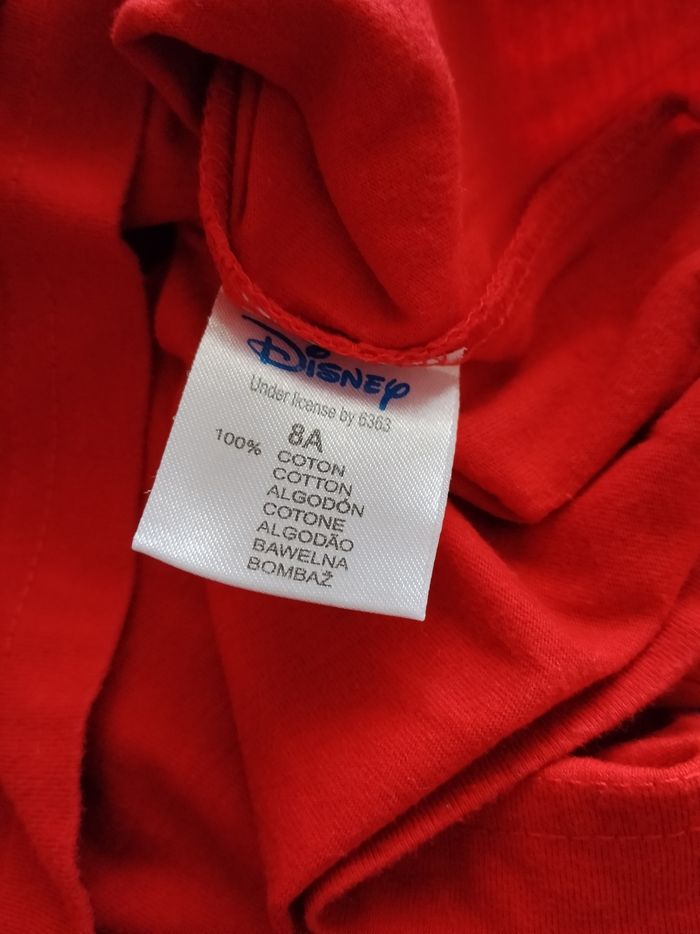 Disney
Under license by 6363
8A
100% COTON
COTTON
ALGODÓN
COTONE
ALGODÃO
BAWELNA
BOMBAŽ